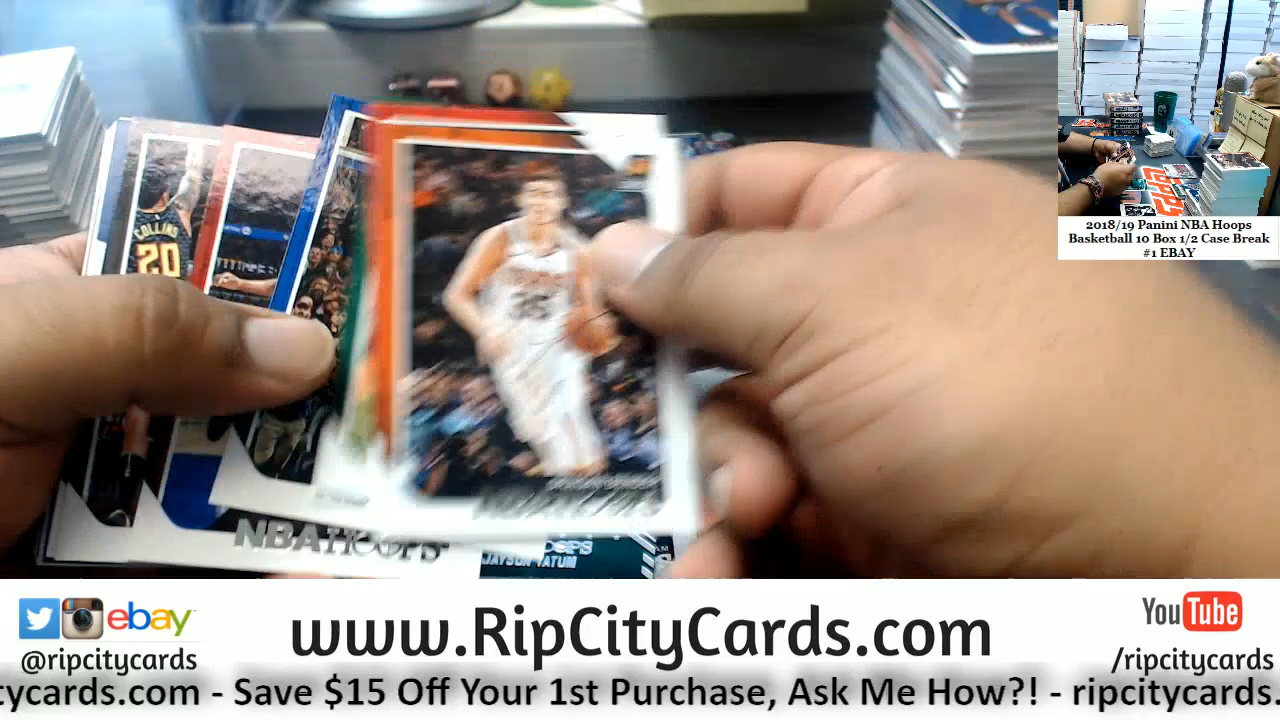 COLLINS
20
NBA HOOPS
JAYSON TATUM
2018/19 Panini NBA Hoops
Basketball 10 Box 1/2 Case Break
#1 EBAY
ebay
@ripcitycards
www.RipCityCards.com
YouTube
/ripcitycards
tycards.com - Save $15 Off Your 1st Purchase, Ask Me How?! - ripcitycards.